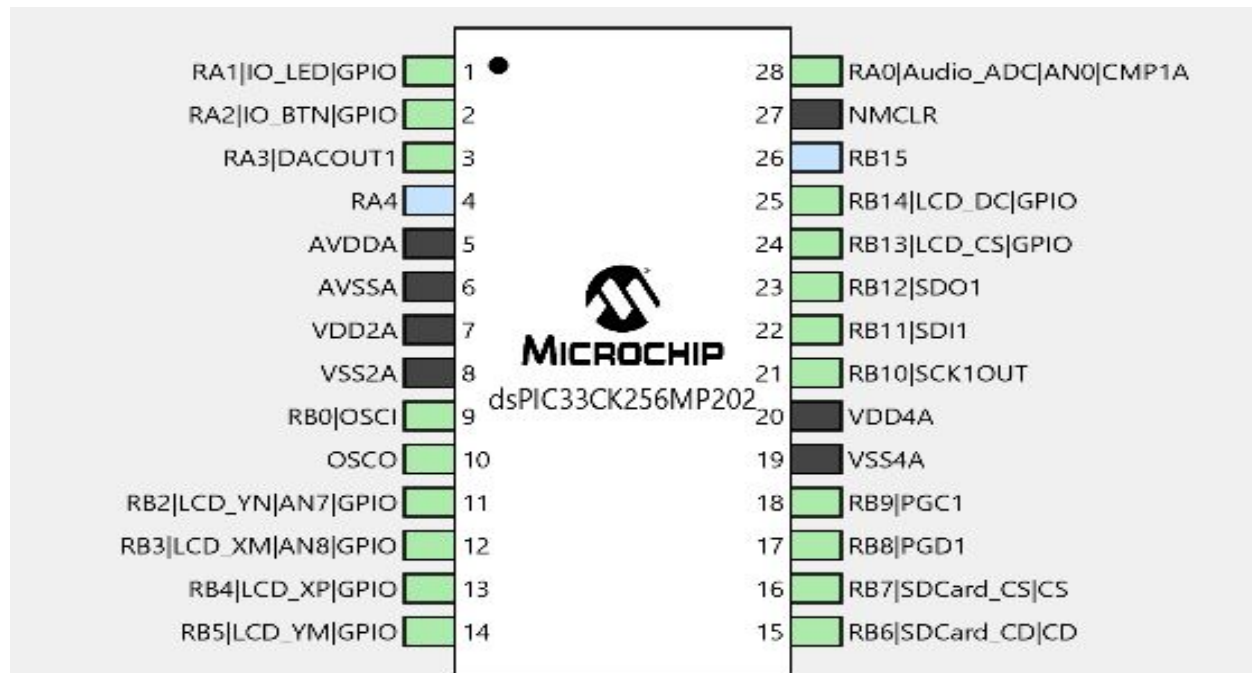 RA1|IO_LED|GPIO 1 28 RA0|Audio_ADC|AN0|CMP1A
RA2|IO_BTN|GPIO 2 27 NMCLR
RA3|DACOUT1 3 26 RB15
RA4 4 25 RB14|LCD_DC|GPIO
AVDDA 5 24 RB13|LCD_CS|GPIO
AVSSA 6 23 RB12|SDO1
VDD2A 7 22 RB11|SDI1
MICROCHIP
VSS2A 8 21 RB10|SCK1OUT
dsPIC33CK256MP202
RB0|OSCI 9 20 VDD4A
OSCO 10 19 VSS4A
RB2|LCD_YN|AN7|GPIO 11 18 RB9|PGC1
RB3|LCD_XM|AN8|GPIO 12 17 RB8|PGD1
RB4|LCD_XP|GPIO 13 16 RB7|SDCard_CS|CS
RB5|LCD_YM|GPIO 14 15 RB6|SDCard_CD|CD